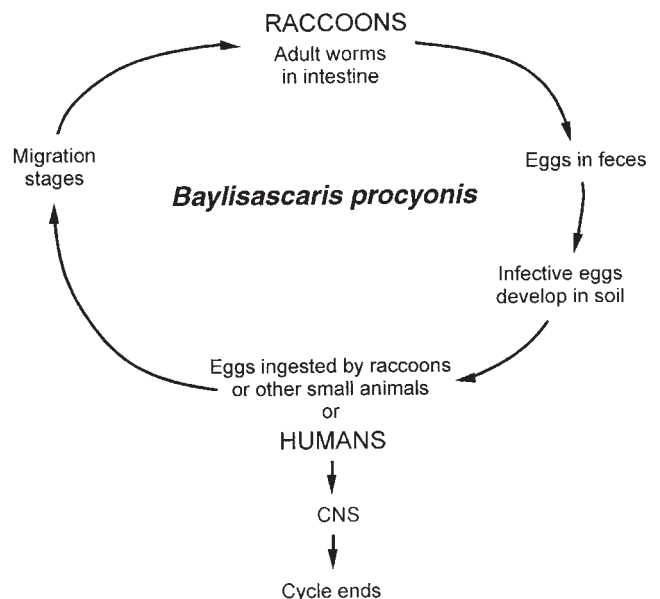 RACCOONS
Adult worms
in intestine
Migration
stages
Eggs in feces
Baylisascaris procyonis
Infective eggs
develop in soil
Eggs ingested by raccoons
or other small animals
or
HUMANS
CNS
Cycle ends